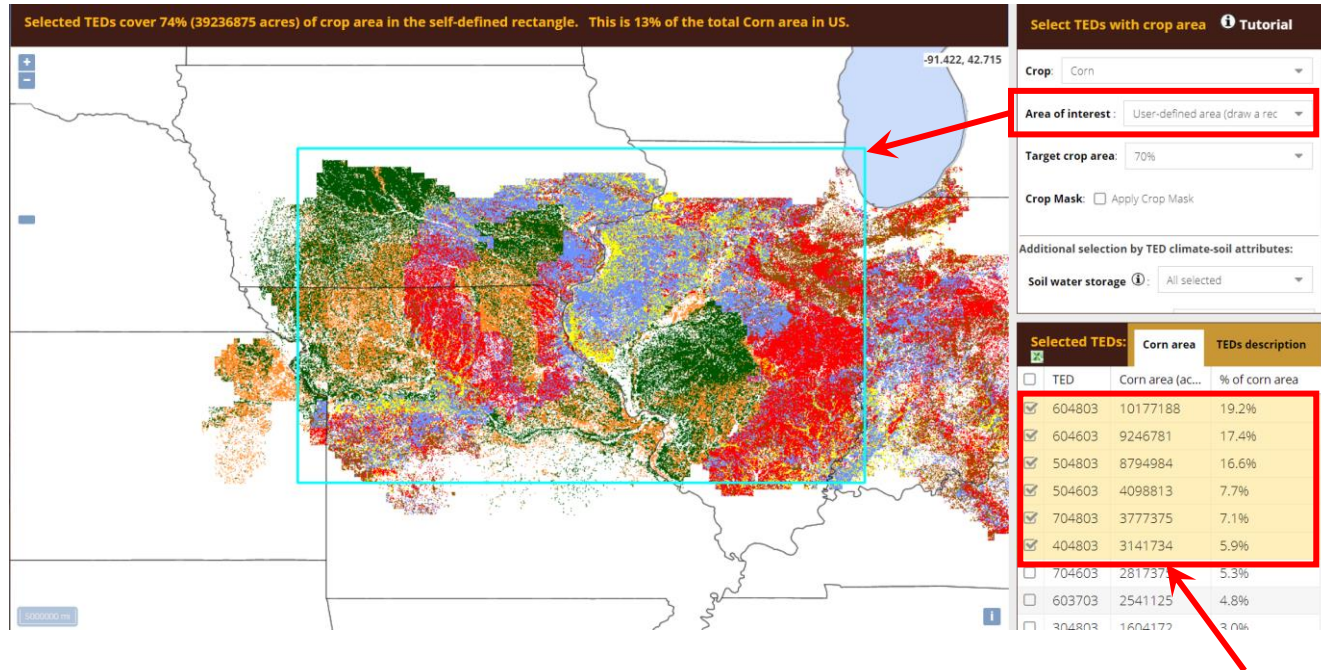 Selected TEDs cover 74% (39236875 acres) of crop area in the self-defined rectangle.   This is 13% of the total Corn area in US.
+
−
-91.422, 42.715
5000000 mi
i
Select TEDs with crop area i Tutorial
Crop: Corn
Area of interest : User-defined area (draw a rec
Target crop area: 70%
Crop Mask: Apply Crop Mask
Additional selection by TED climate-soil attributes:
Soil water storage i : All selected
Selected TEDs: Corn area TEDs description
TED Corn area (ac... % of corn area
604803 10177188 19.2%
604603 9246781 17.4%
504803 8794984 16.6%
504603 4098813 7.7%
704803 3777375 7.1%
404803 3141734 5.9%
704603 5.3%
603703 2541125 4.8%
304803 1604172 3.0%